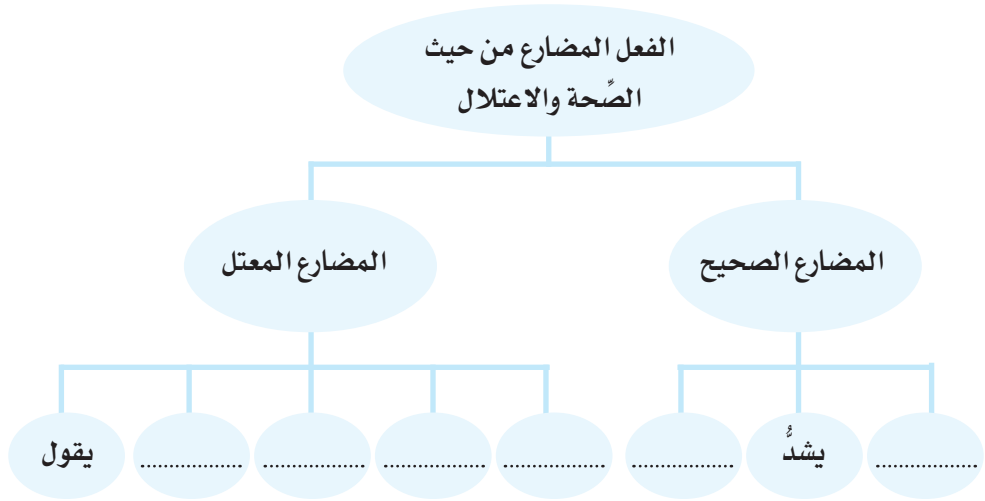 الفعل المضارع من حيث
الصِّحة والاعتلال
المضارع الصحيح
المضارع المعتل
..................
يشدُّ
..................
..................
..................
..................
..................
يقول